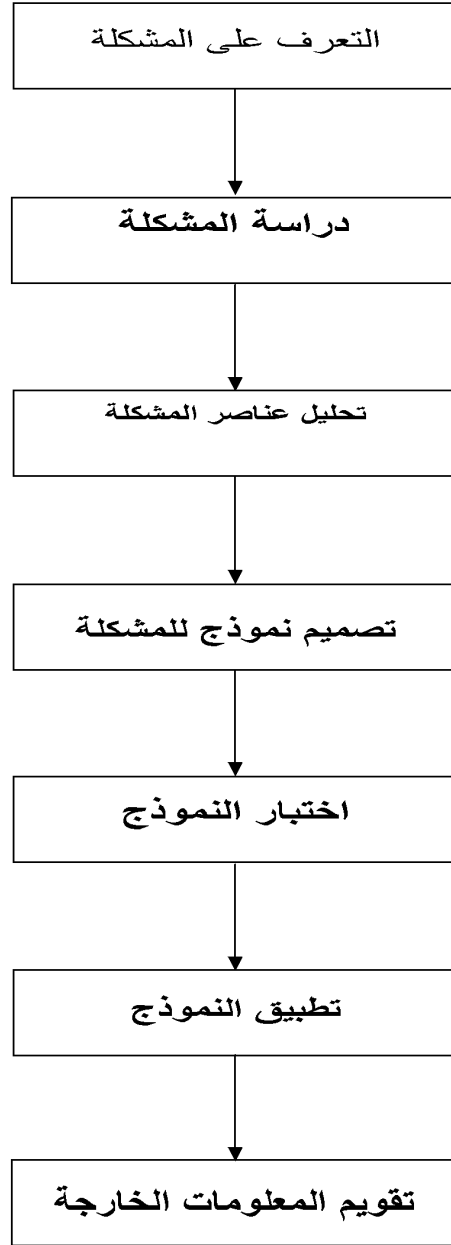 التعرف على المشكلة
دراسة المشكلة
تحليل عناصر المشكلة
تصميم نموذج للمشكلة
اختبار النموذج
تطبيق النموذج
تقويم المعلومات الخارجة